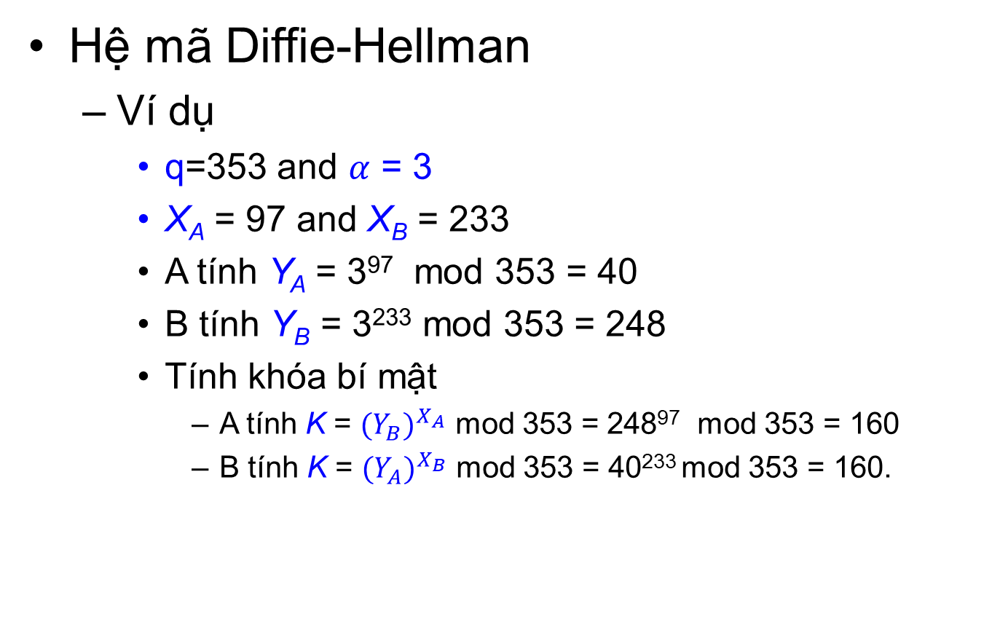 • Hệ mã Diffie-Hellman
– Ví dụ
• q=353 and 𝛼 = 3
• X_A = 97 and X_B = 233
• A tính Y_A = 3^97 mod 353 = 40
• B tính Y_B = 3^233 mod 353 = 248
• Tính khóa bí mật
– A tính K = (Y_B)^X_A mod 353 = 248^97 mod 353 = 160
– B tính K = (Y_A)^X_B mod 353 = 40^233 mod 353 = 160.